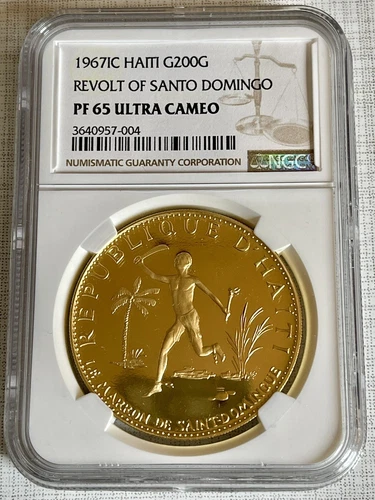 1967IC HAITI G200G
REVOLT OF SANTO DOMINGO
PF 65 ULTRA CAMEO
3640957-004
NUMISMATIC GUARANTY CORPORATION
NGC
REPUBLIQUE D'HAITI
LE MARRON DE SAINT-DOMINGUE